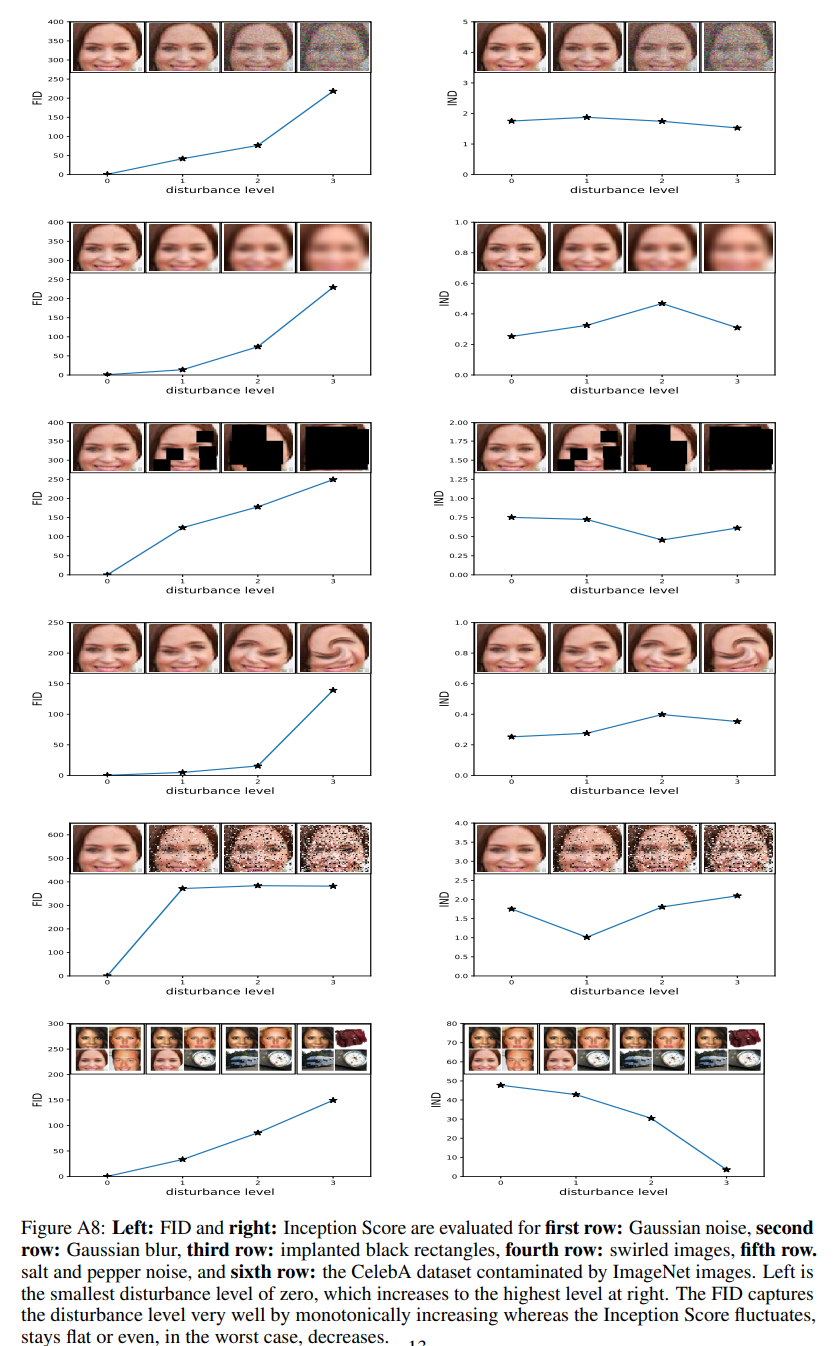 400
350
300
250
200
150
100
50
0
FID
0 1 2 3
disturbance level
5
4
3
2
1
0
IND
0 1 2 3
disturbance level
400
350
300
250
200
150
100
50
0
FID
0 1 2 3
disturbance level
1.0
0.8
0.6
0.4
0.2
0.0
IND
0 1 2 3
disturbance level
400
350
300
250
200
150
100
50
0
FID
0 1 2 3
disturbance level
2.00
1.75
1.50
1.25
1.00
0.75
0.50
0.25
0.00
IND
0 1 2 3
disturbance level
250
200
150
100
50
0
FID
0 1 2 3
disturbance level
1.0
0.8
0.6
0.4
0.2
0.0
IND
0 1 2 3
disturbance level
600
500
400
300
200
100
0
FID
0 1 2 3
disturbance level
4.0
3.5
3.0
2.5
2.0
1.5
1.0
0.5
0.0
IND
0 1 2 3
disturbance level
300
250
200
150
100
50
0
FID
0 1 2 3
disturbance level
80
70
60
50
40
30
20
10
0
IND
0 1 2 3
disturbance level
Figure A8: Left: FID and right: Inception Score are evaluated for first row: Gaussian noise, second
row: Gaussian blur, third row: implanted black rectangles, fourth row: swirled images, fifth row.
salt and pepper noise, and sixth row: the CelebA dataset contaminated by ImageNet images. Left is
the smallest disturbance level of zero, which increases to the highest level at right. The FID captures
the disturbance level very well by monotonically increasing whereas the Inception Score fluctuates,
stays flat or even, in the worst case, decreases.